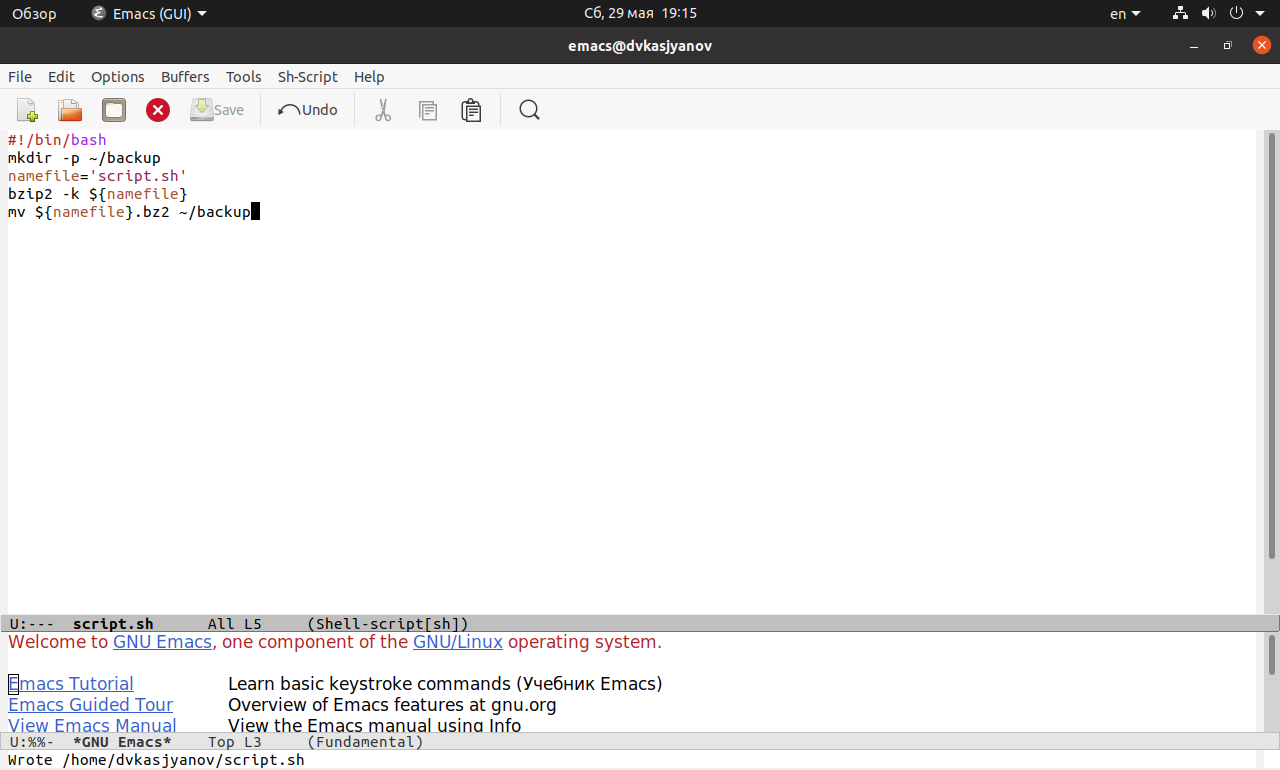 Обзор Emacs (GUI) Сб, 29 мая 19:15 en
emacs@dvkasjyanov
File Edit Options Buffers Tools Sh-Script Help
Save Undo
#!/bin/bash
mkdir -p ~/backup
namefile='script.sh'
bzip2 -k ${namefile}
mv ${namefile}.bz2 ~/backup
U:--- script.sh All L5 (Shell-script[sh])
Welcome to GNU Emacs, one component of the GNU/Linux operating system.
Emacs Tutorial Learn basic keystroke commands (Учебник Emacs)
Emacs Guided Tour Overview of Emacs features at gnu.org
View Emacs Manual View the Emacs manual using Info
U:%%- *GNU Emacs* Top L3 (Fundamental)
Wrote /home/dvkasjyanov/script.sh